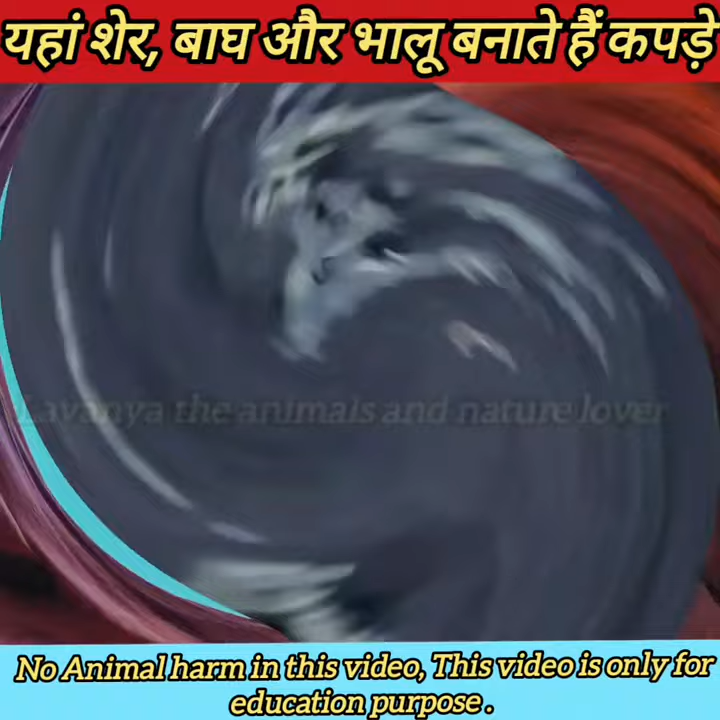 यहां शेर, बाघ और भालू बनाते हैं कपड़े
Lavanya the animals and nature lover
No Animal harm in this video, This video is only for
education purpose .